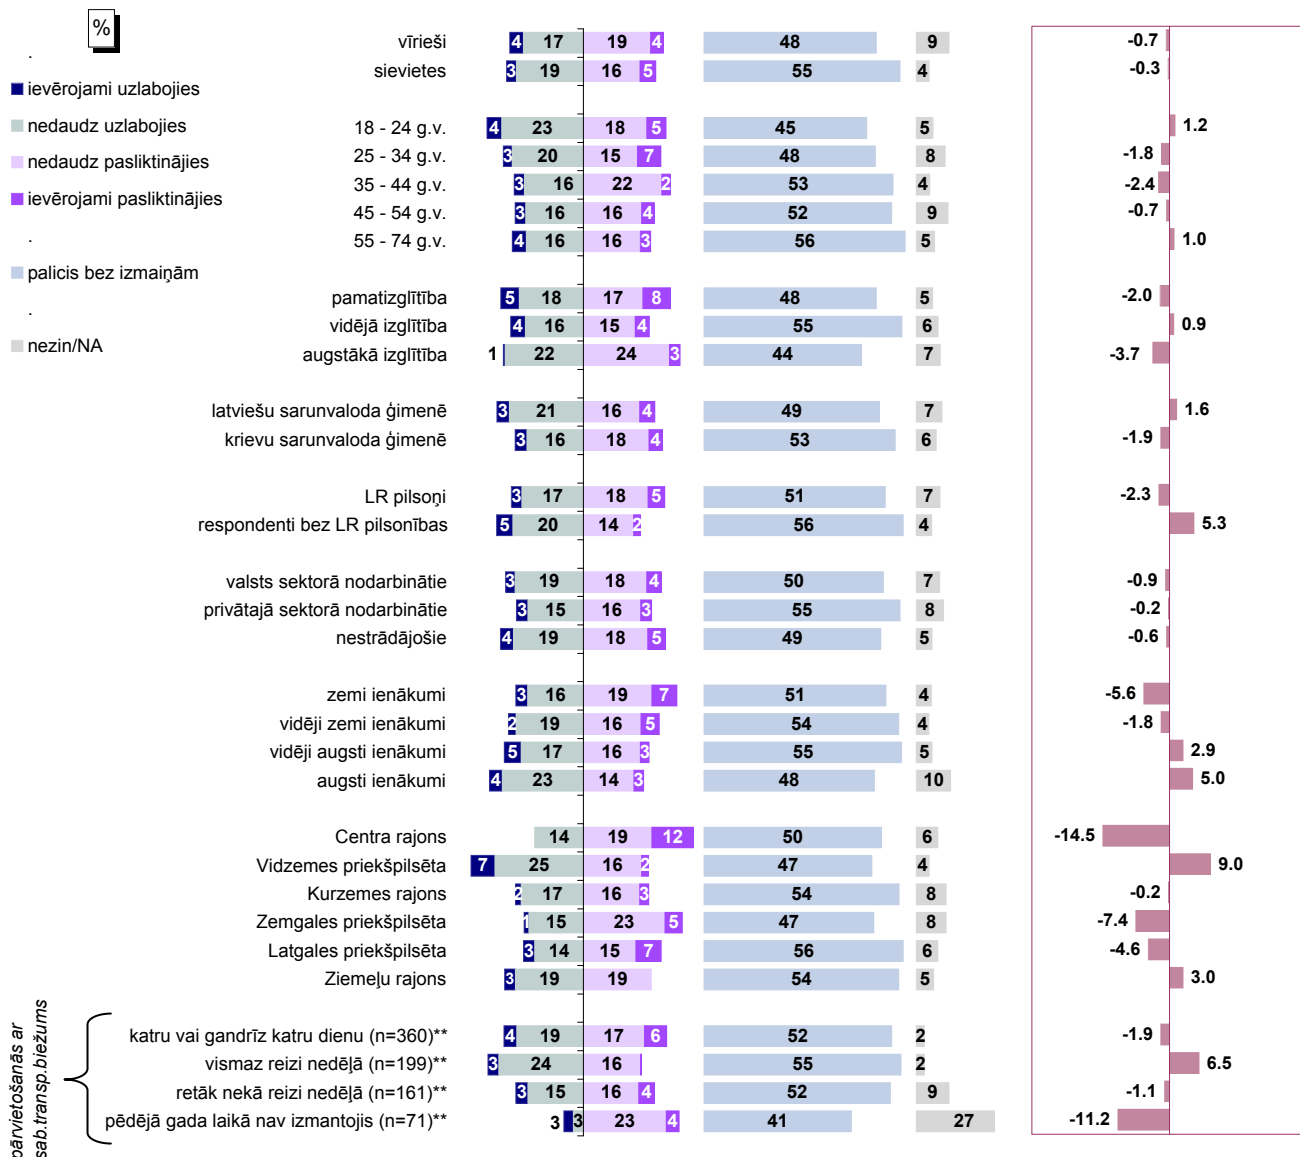 %
.
ievērojami uzlabojies
nedaudz uzlabojies
nedaudz pasliktinājies
ievērojami pasliktinājies
.
palicis bez izmaiņām
.
nezin/NA
vīrieši 4 17 19 4 48 9 -0.7
sievietes 3 19 16 5 55 4 -0.3
18 - 24 g.v. 4 23 18 5 45 5 1.2
25 - 34 g.v. 3 20 15 7 48 8 -1.8
35 - 44 g.v. 3 16 22 2 53 4 -2.4
45 - 54 g.v. 3 16 16 4 52 9 -0.7
55 - 74 g.v. 4 16 16 3 56 5 1.0
pamatizglītība 5 18 17 8 48 5 -2.0
vidējā izglītība 4 16 15 4 55 6 0.9
augstākā izglītība 1 22 24 3 44 7 -3.7
latviešu sarunvaloda ģimenē 3 21 16 4 49 7 1.6
krievu sarunvaloda ģimenē 3 16 18 4 53 6 -1.9
LR pilsoņi 3 17 18 5 51 7 -2.3
respondenti bez LR pilsonības 5 20 14 2 56 4 5.3
valsts sektorā nodarbinātie 3 19 18 4 50 7 -0.9
privātajā sektorā nodarbinātie 3 15 16 3 55 8 -0.2
nestrādājošie 4 19 18 5 49 5 -0.6
zemi ienākumi 3 16 19 7 51 4 -5.6
vidēji zemi ienākumi 2 19 16 5 54 4 -1.8
vidēji augsti ienākumi 5 17 16 3 55 5 2.9
augsti ienākumi 4 23 14 3 48 10 5.0
Centra rajons 14 19 12 50 6 -14.5
Vidzemes priekšpilsēta 7 25 16 2 47 4 9.0
Kurzemes rajons 2 17 16 3 54 8 -0.2
Zemgales priekšpilsēta 1 15 23 5 47 8 -7.4
Latgales priekšpilsēta 3 14 15 7 56 6 -4.6
Ziemeļu rajons 3 19 19 54 5 3.0
pārvietošanās ar
sab.transp.biežums
katru vai gandrīz katru dienu (n=360)** 4 19 17 6 52 2 -1.9
vismaz reizi nedēļā (n=199)** 3 24 16 55 2 6.5
retāk nekā reizi nedēļā (n=161)** 3 15 16 4 52 9 -1.1
pēdējā gada laikā nav izmantojis (n=71)** 3 3 23 4 41 27 -11.2